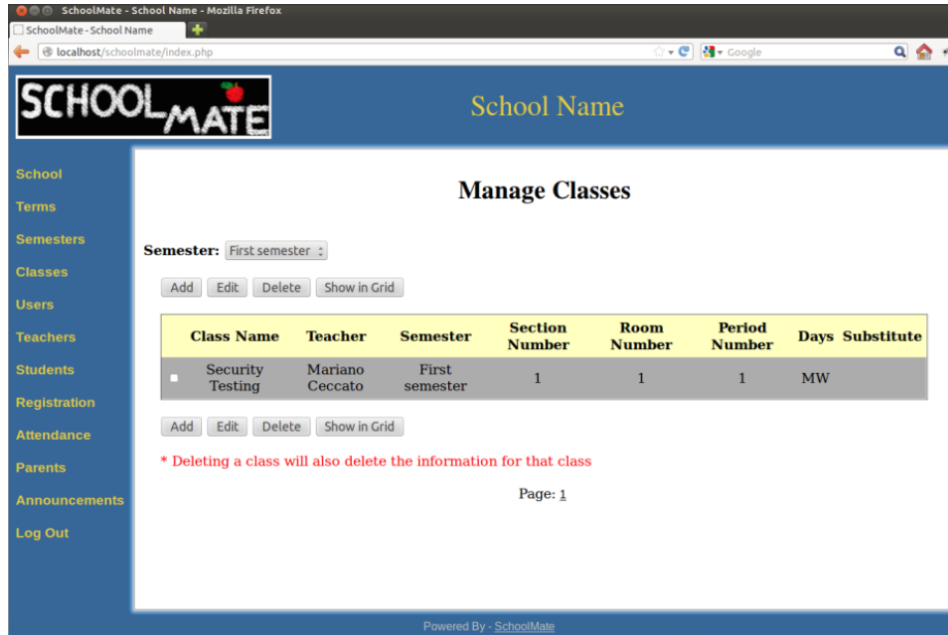 SchoolMate - School Name - Mozilla Firefox
SchoolMate - School Name
localhost/schoolmate/index.php
Google
SCHOOLMATE
School Name
School
Terms
Semesters
Classes
Users
Teachers
Students
Registration
Attendance
Parents
Announcements
Log Out
Manage Classes
Semester: First semester
Add Edit Delete Show in Grid
Class Name Teacher Semester Section Number Room Number Period Number Days Substitute
Security Testing Mariano Ceccato First semester 1 1 1 MW
Add Edit Delete Show in Grid
* Deleting a class will also delete the information for that class
Page: 1
Powered By - SchoolMate